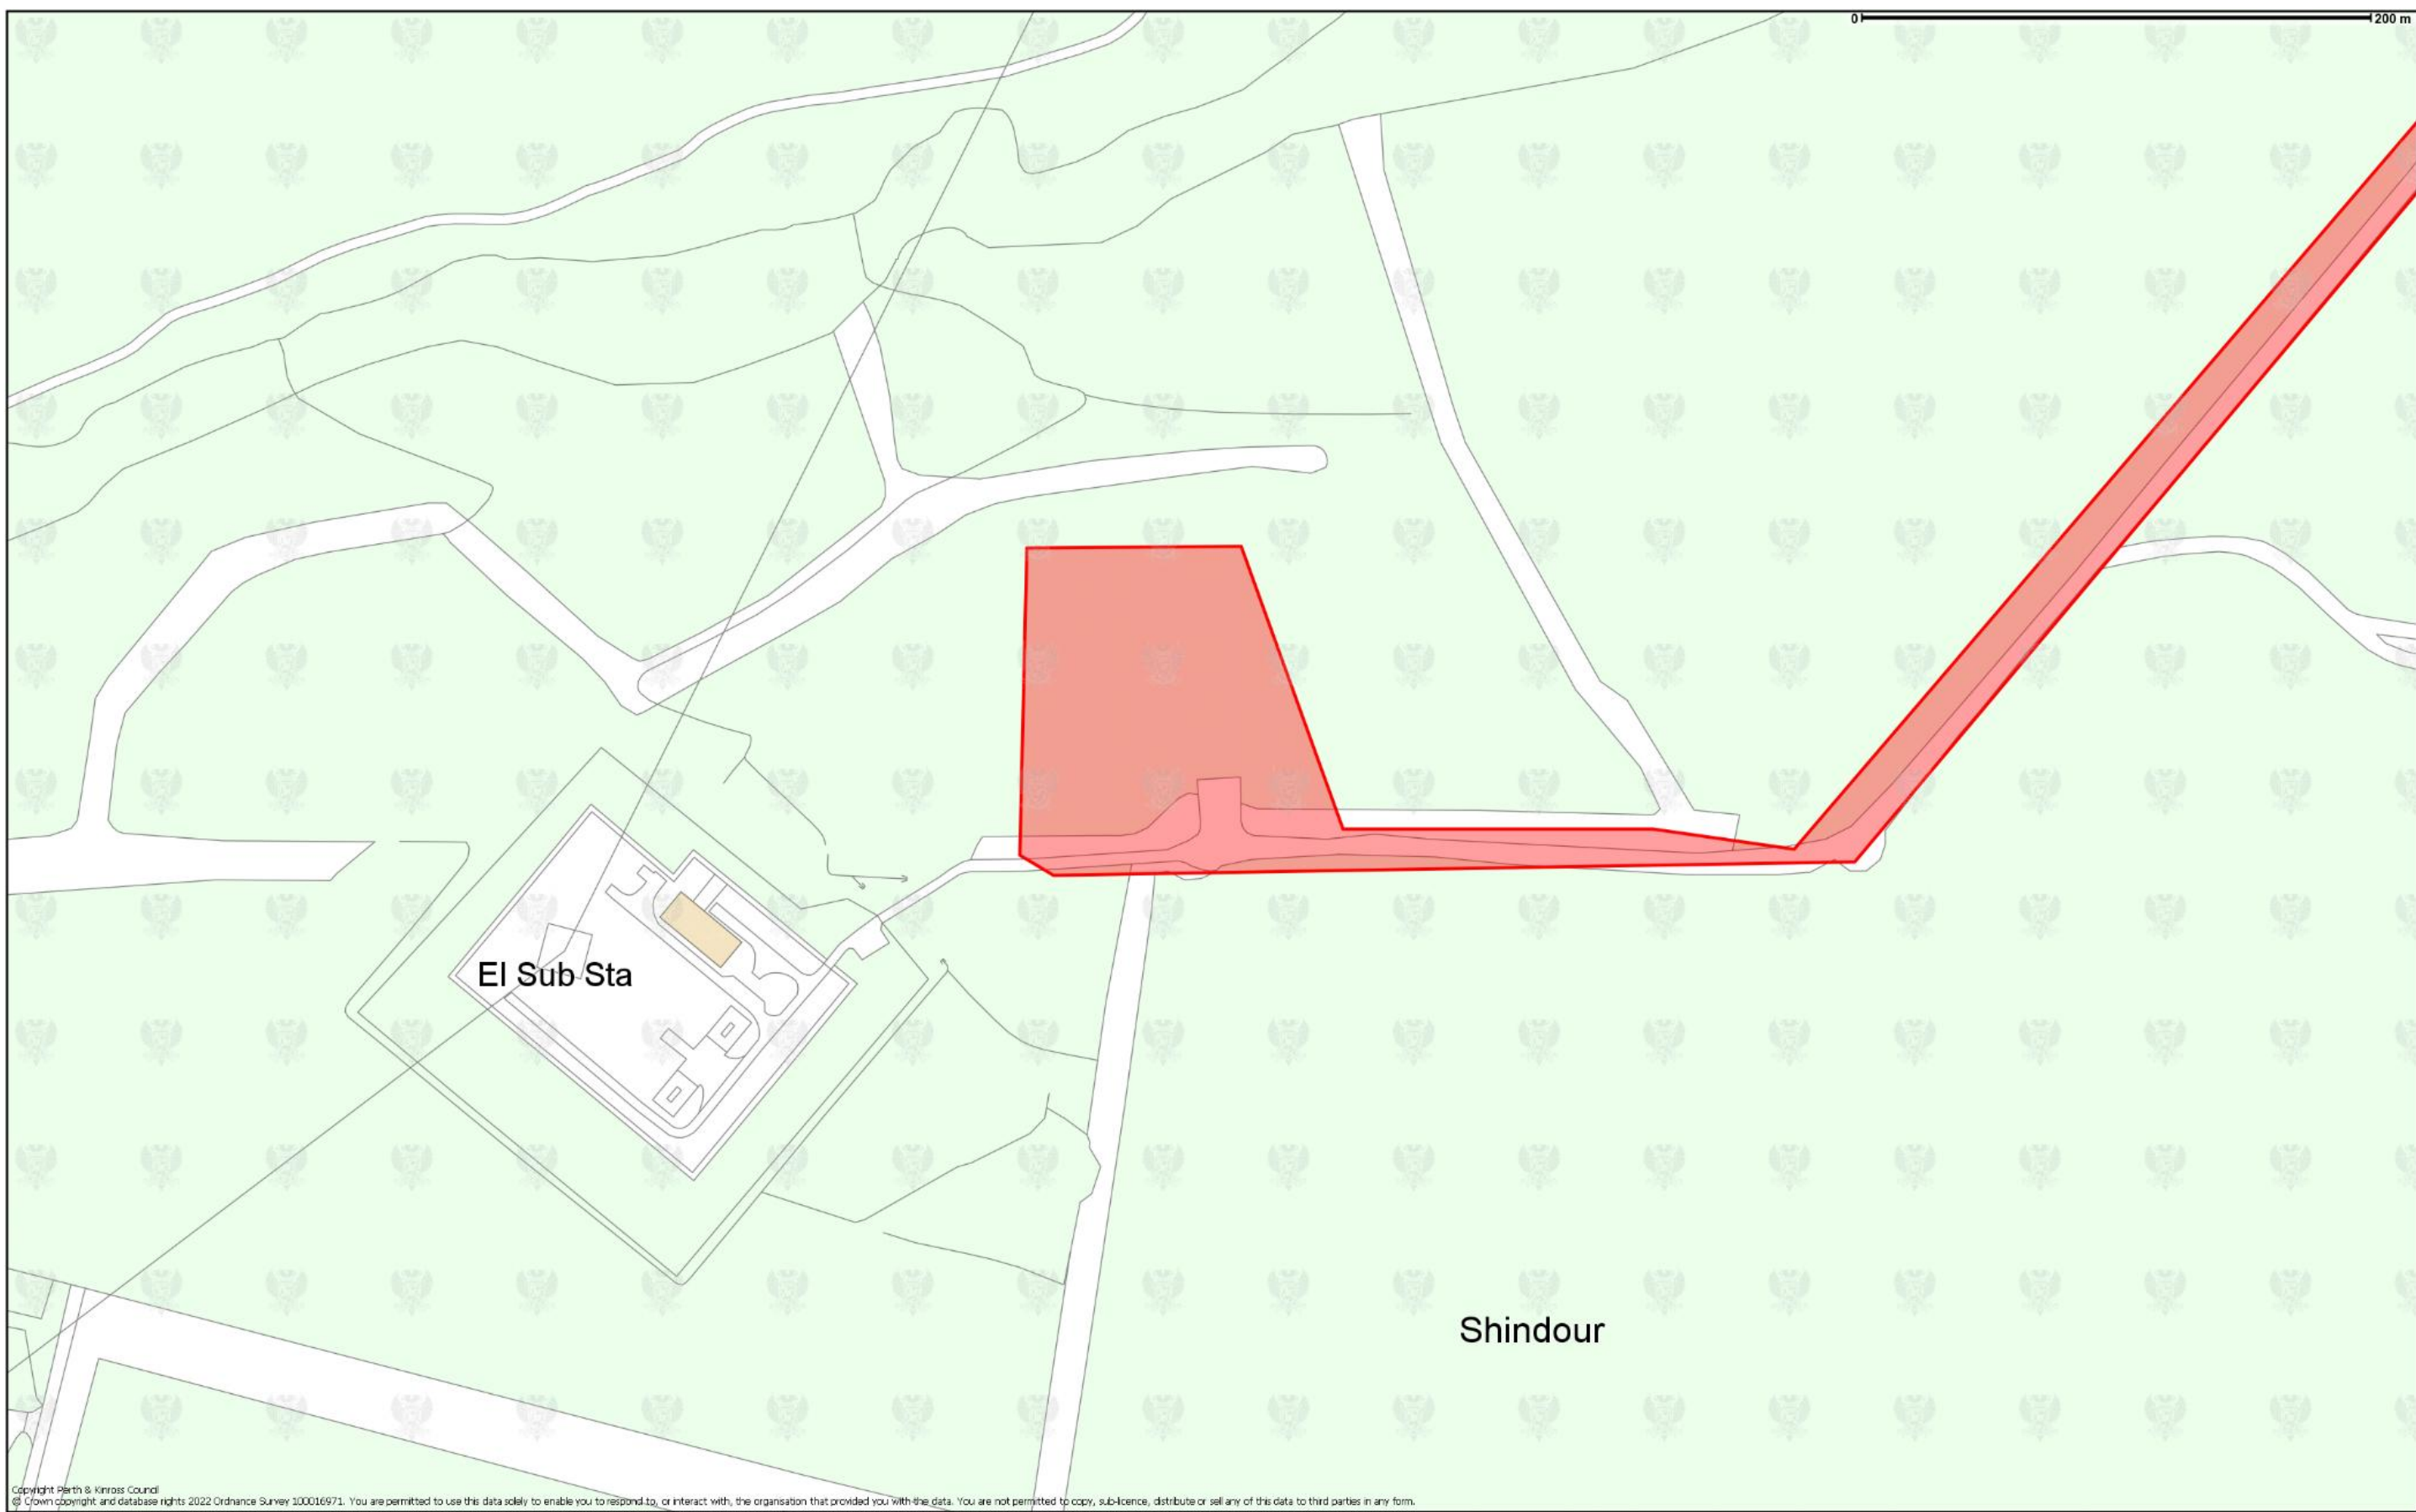 0 200 m
El Sub Sta
Shindour
Copyright Perth & Kinross Council
© Crown copyright and database rights 2022 Ordnance Survey 100016971. You are permitted to use this data solely to enable you to respond to, or interact with, the organisation that provided you with the data. You are not permitted to copy, sub-licence, distribute or sell any of this data to third parties in any form.